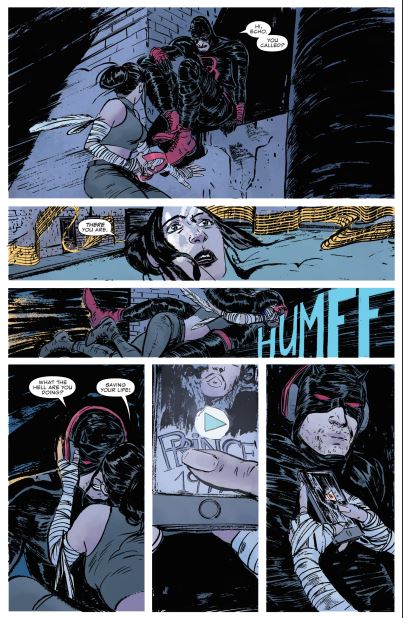 HI,
ECHO.
YOU
CALLED?
THERE
YOU ARE.
HUMFF
WHAT THE
HELL ARE YOU
DOING?
SAVING
YOUR LIFE!
PRINCE